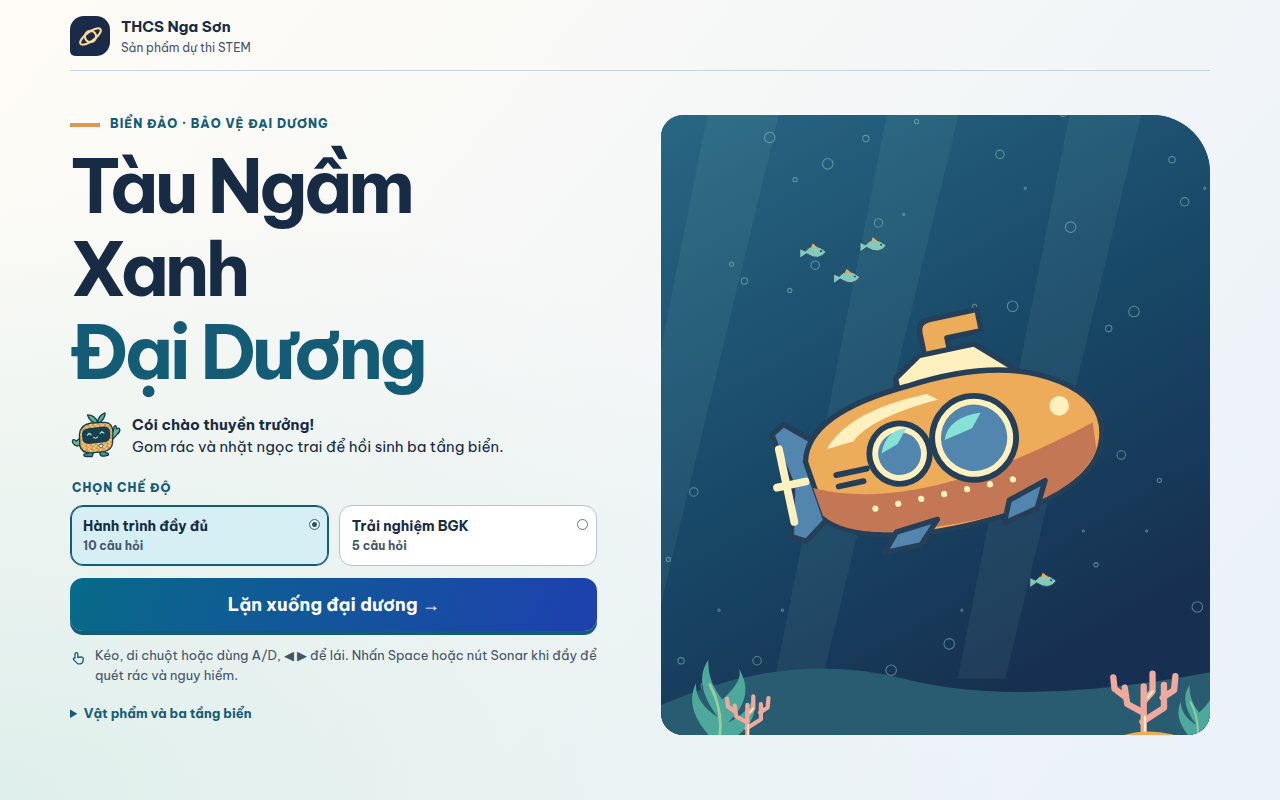 THCS Nga Sơn
Sản phẩm dự thi STEM
BIỂN ĐẢO · BẢO VỆ ĐẠI DƯƠNG
Tàu Ngầm
Xanh
Đại Dương
Cói chào thuyền trưởng!
Gom rác và nhặt ngọc trai để hồi sinh ba tầng biển.
CHỌN CHẾ ĐỘ
Hành trình đầy đủ
10 câu hỏi
Trải nghiệm BGK
5 câu hỏi
Lặn xuống đại dương →
Kéo, di chuột hoặc dùng A/D, ◀ ▶ để lái. Nhấn Space hoặc nút Sonar khi đầy để
quét rác và nguy hiểm.
▶ Vật phẩm và ba tầng biển